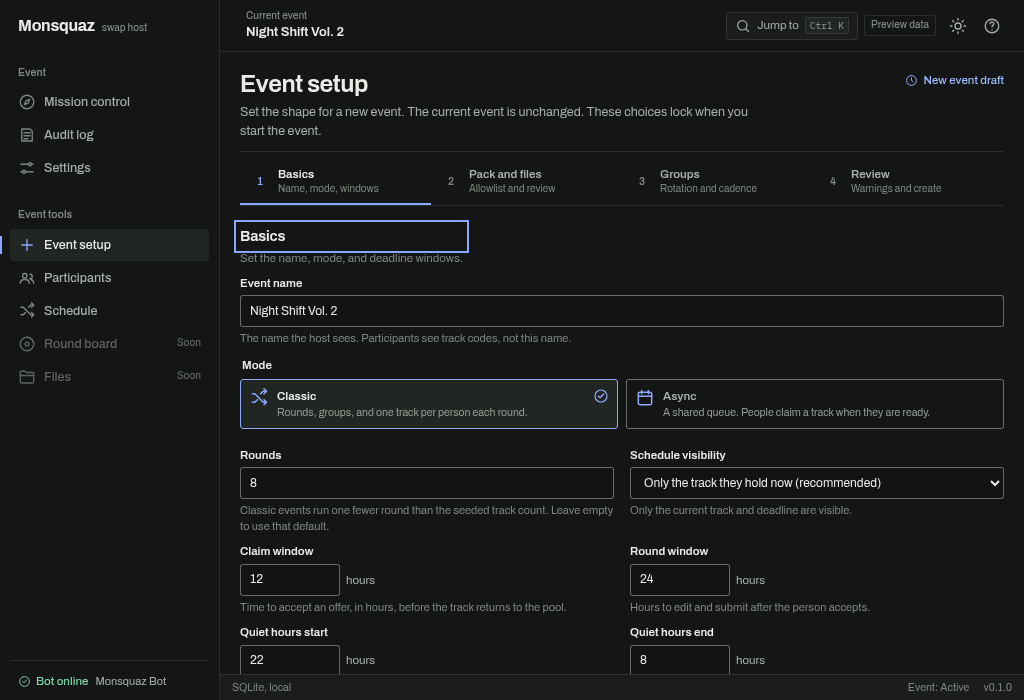 Monsquaz swap host
Current event
Night Shift Vol. 2
Jump to Ctrl K
Preview data
Event
Mission control
Audit log
Settings
Event tools
Event setup
Participants
Schedule
Round board Soon
Files Soon
Bot online Monsquaz Bot
Event setup
New event draft
Set the shape for a new event. The current event is unchanged. These choices lock when you
start the event.
1 Basics
Name, mode, windows
2 Pack and files
Allowlist and review
3 Groups
Rotation and cadence
4 Review
Warnings and create
Basics
Set the name, mode, and deadline windows.
Event name
Night Shift Vol. 2
The name the host sees. Participants see track codes, not this name.
Mode
Classic
Rounds, groups, and one track per person each round.
Async
A shared queue. People claim a track when they are ready.
Rounds
8
Classic events run one fewer round than the seeded track count. Leave empty
to use that default.
Schedule visibility
Only the track they hold now (recommended)
Only the current track and deadline are visible.
Claim window
12 hours
Time to accept an offer, in hours, before the track returns to the pool.
Round window
24 hours
Hours to edit and submit after the person accepts.
Quiet hours start
22 hours
Quiet hours end
8 hours
SQLite, local
Event: Active v0.1.0